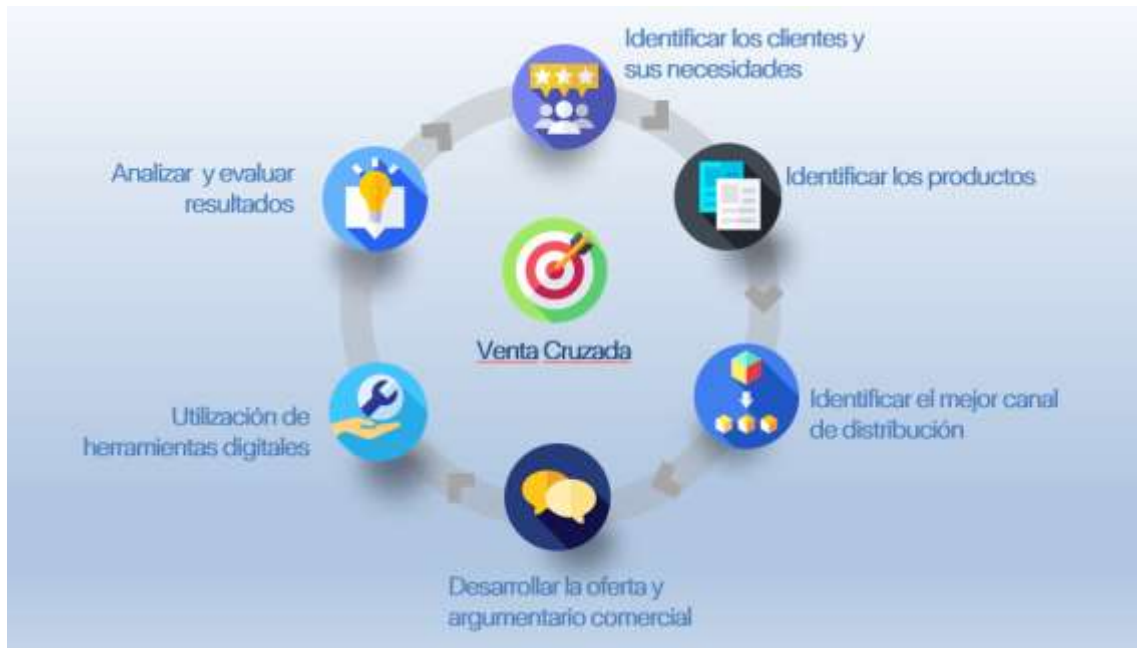 Identificar los clientes y
sus necesidades
Identificar los productos
Identificar el mejor canal
de distribución
Desarrollar la oferta y
argumentario comercial
Utilización de
herramientas digitales
Analizar y evaluar
resultados
Venta Cruzada